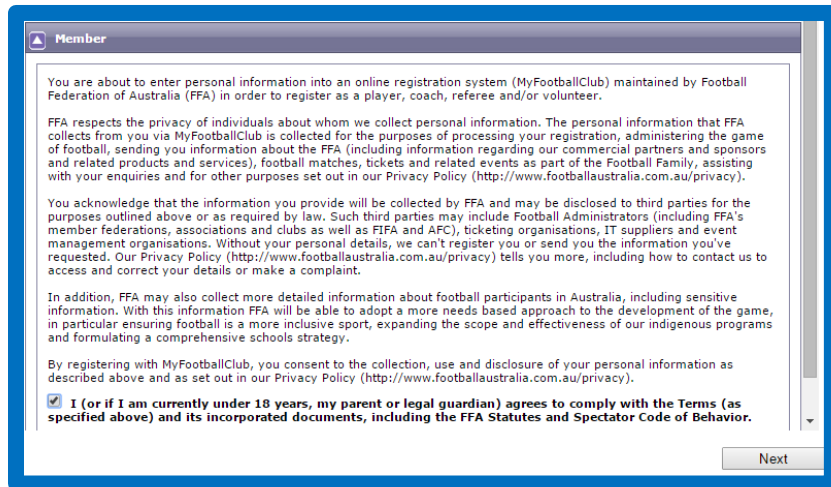 Member
You are about to enter personal information into an online registration system (MyFootballClub) maintained by Football
Federation of Australia (FFA) in order to register as a player, coach, referee and/or volunteer.
FFA respects the privacy of individuals about whom we collect personal information. The personal information that FFA
collects from you via MyFootballClub is collected for the purposes of processing your registration, administering the game
of football, sending you information about the FFA (including information regarding our commercial partners and sponsors
and related products and services), football matches, tickets and related events as part of the Football Family, assisting
with your enquiries and for other purposes set out in our Privacy Policy (http://www.footballaustralia.com.au/privacy).
You acknowledge that the information you provide will be collected by FFA and may be disclosed to third parties for the
purposes outlined above or as required by law. Such third parties may include Football Administrators (including FFA's
member federations, associations and clubs as well as FIFA and AFC), ticketing organisations, IT suppliers and event
management organisations. Without your personal details, we can't register you or send you the information you've
requested. Our Privacy Policy (http://www.footballaustralia.com.au/privacy) tells you more, including how to contact us to
access and correct your details or make a complaint.
In addition, FFA may also collect more detailed information about football participants in Australia, including sensitive
information. With this information FFA will be able to adopt a more needs based approach to the development of the game,
in particular ensuring football is a more inclusive sport, expanding the scope and effectiveness of our indigenous programs
and formulating a comprehensive schools strategy.
By registering with MyFootballClub, you consent to the collection, use and disclosure of your personal information as
described above and as set out in our Privacy Policy (http://www.footballaustralia.com.au/privacy).
I (or if I am currently under 18 years, my parent or legal guardian) agrees to comply with the Terms (as
specified above) and its incorporated documents, including the FFA Statutes and Spectator Code of Behavior.
Next